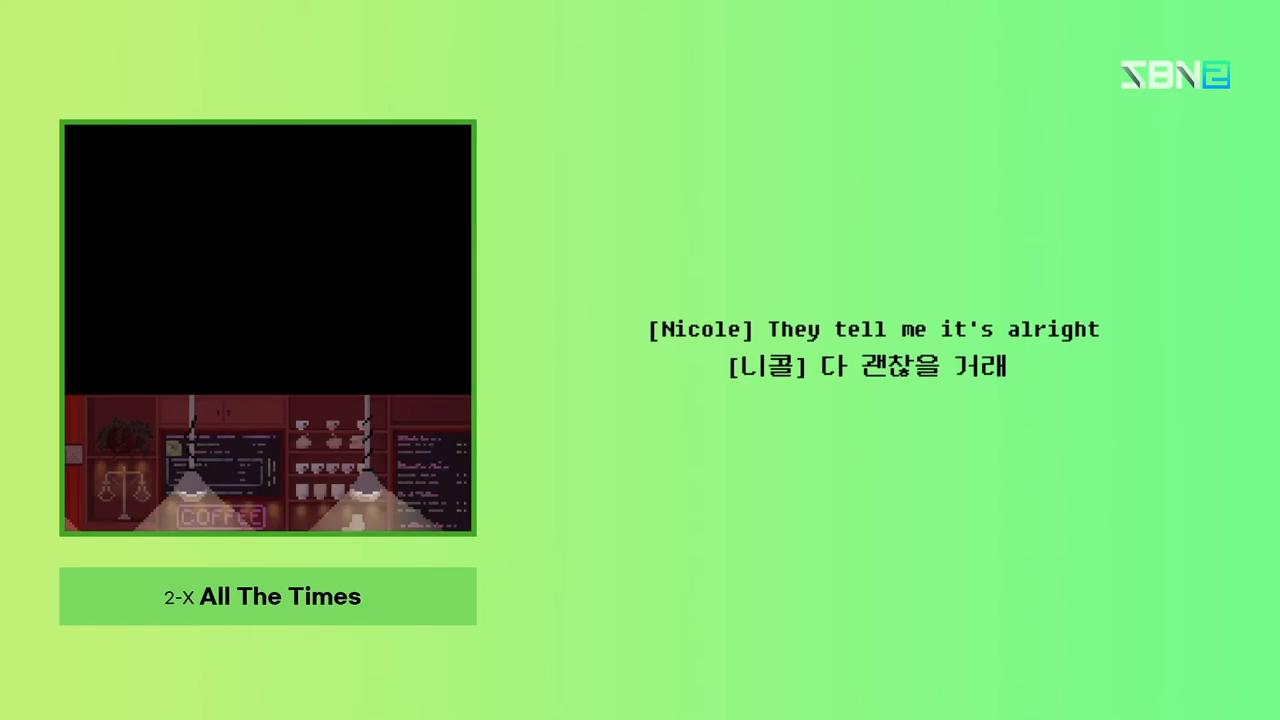 SBN2
[Nicole] They tell me it's alright
[니콜] 다 괜찮을 거래
COFFEE
2-X All The Times